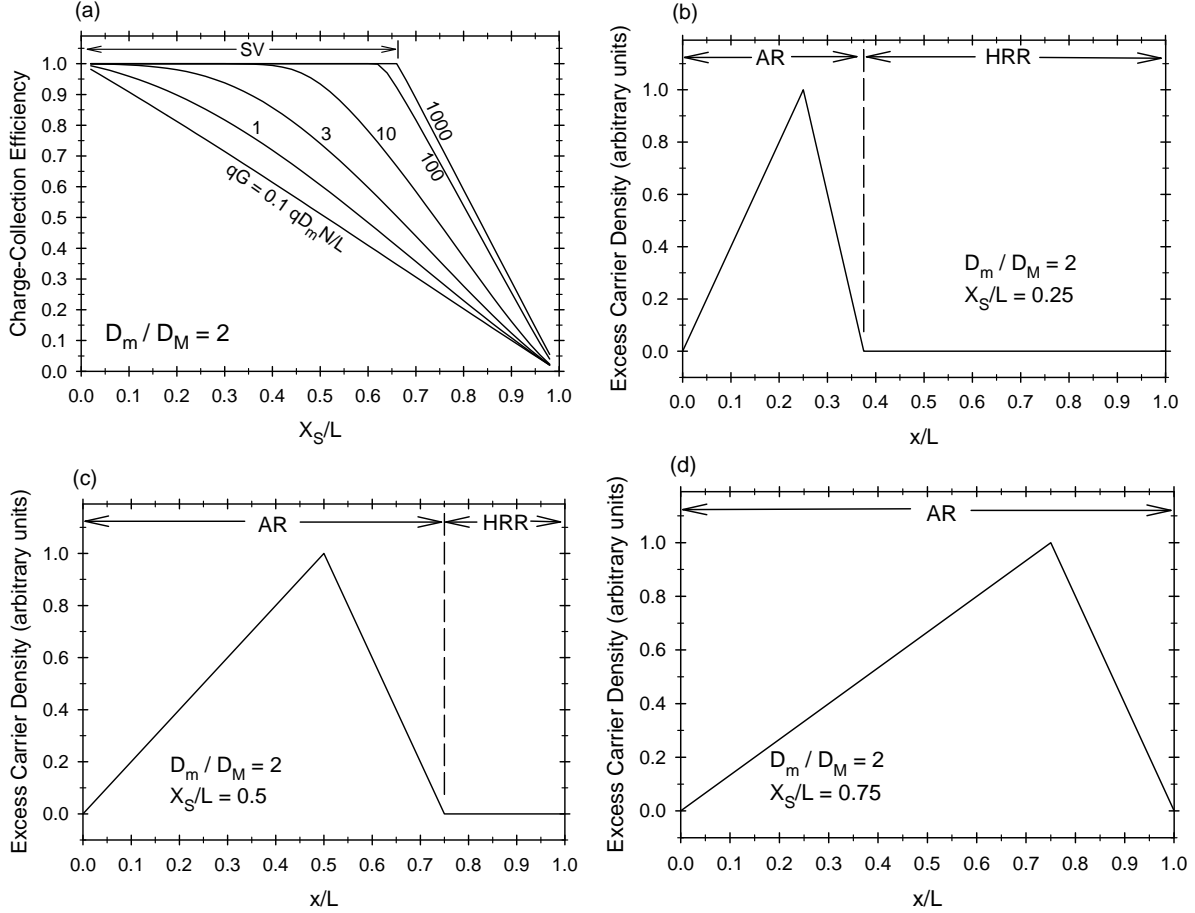 (a)
SV
1.0
0.9
0.8
0.7
0.6
0.5
0.4
0.3
0.2
0.1
0.0
Charge-Collection Efficiency
1
3
10
100
1000
qG = 0.1 qDmN/L
Dm / DM = 2
0.0 0.1 0.2 0.3 0.4 0.5 0.6 0.7 0.8 0.9 1.0
XS/L
(b)
AR
HRR
1.0
0.8
0.6
0.4
0.2
0.0
Excess Carrier Density (arbitrary units)
Dm / DM = 2
XS/L = 0.25
0.0 0.1 0.2 0.3 0.4 0.5 0.6 0.7 0.8 0.9 1.0
x/L
(c)
AR
HRR
1.0
0.8
0.6
0.4
0.2
0.0
Excess Carrier Density (arbitrary units)
Dm / DM = 2
XS/L = 0.5
0.0 0.1 0.2 0.3 0.4 0.5 0.6 0.7 0.8 0.9 1.0
x/L
(d)
AR
1.0
0.8
0.6
0.4
0.2
0.0
Excess Carrier Density (arbitrary units)
Dm / DM = 2
XS/L = 0.75
0.0 0.1 0.2 0.3 0.4 0.5 0.6 0.7 0.8 0.9 1.0
x/L